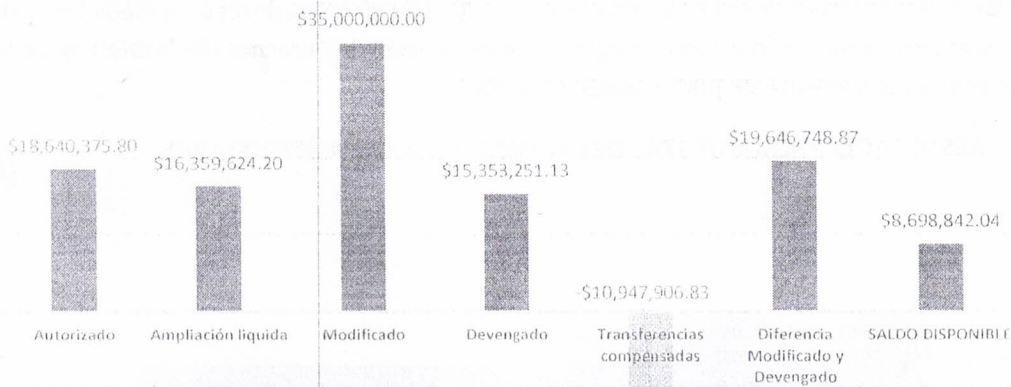 $35,000,000.00
$18,640,375.80
$16,359,624.20
$15,353,251.13
-$10,947,906.83
$19,646,748.87
$8,698,842.04
Autorizado
Ampliación liquida
Modificado
Devengado
Transferencias
compensadas
Diferencia
Modificado y
Devengado
SALDO DISPONIBLE